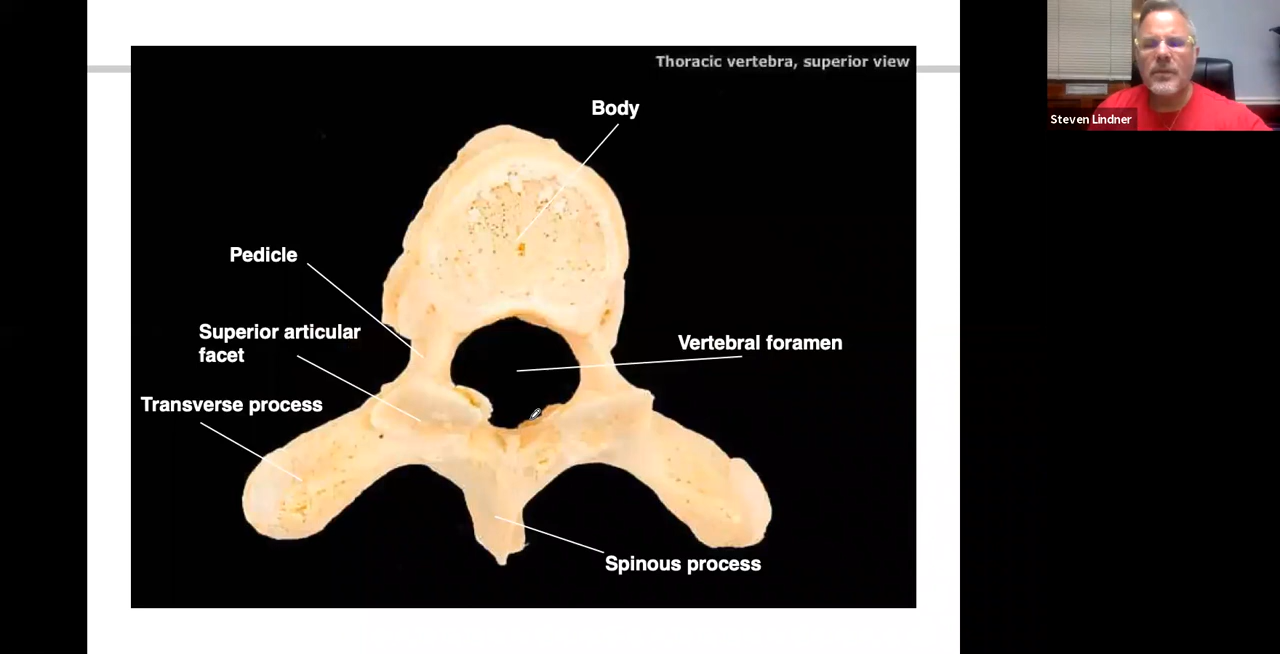 Thoracic vertebra, superior view
Body
Pedicle
Superior articular
facet
Vertebral foramen
Transverse process
Spinous process
Steven Lindner